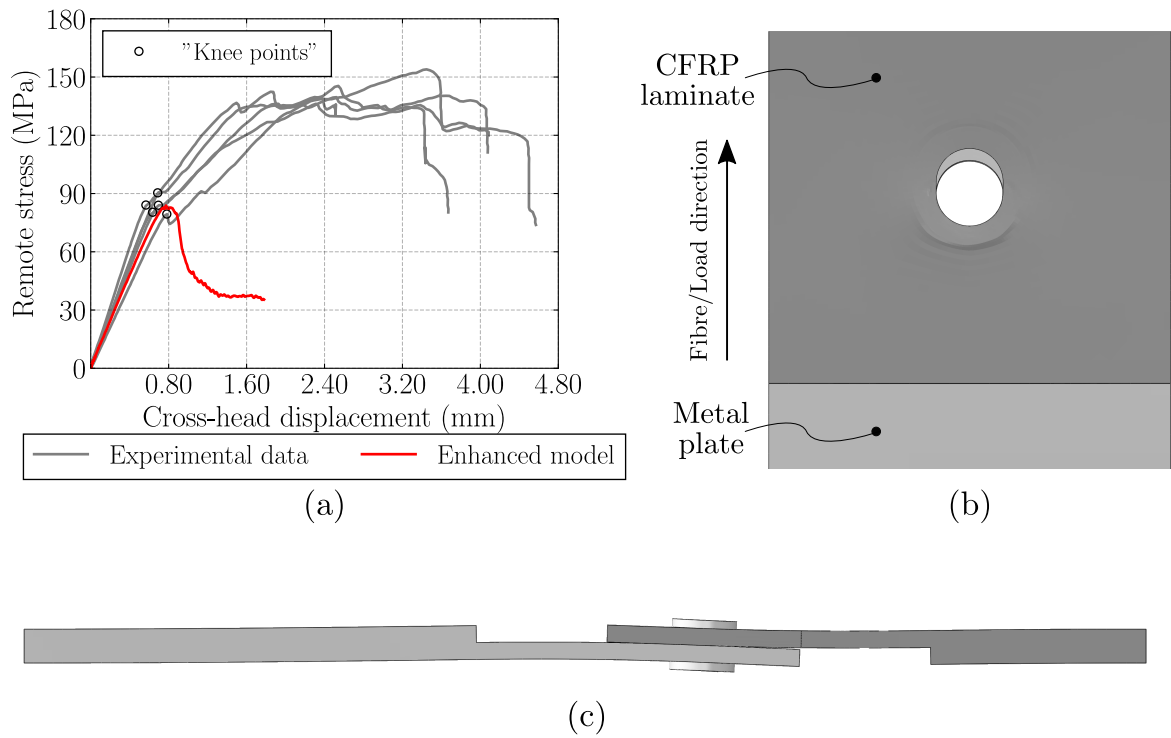 180
150
120
90
60
30
0
Remote stress (MPa)
"Knee points"
0.80 1.60 2.40 3.20 4.00 4.80
Cross-head displacement (mm)
Experimental data Enhanced model
(a)
CFRP
laminate
Fibre/Load direction
Metal
plate
(b)
(c)